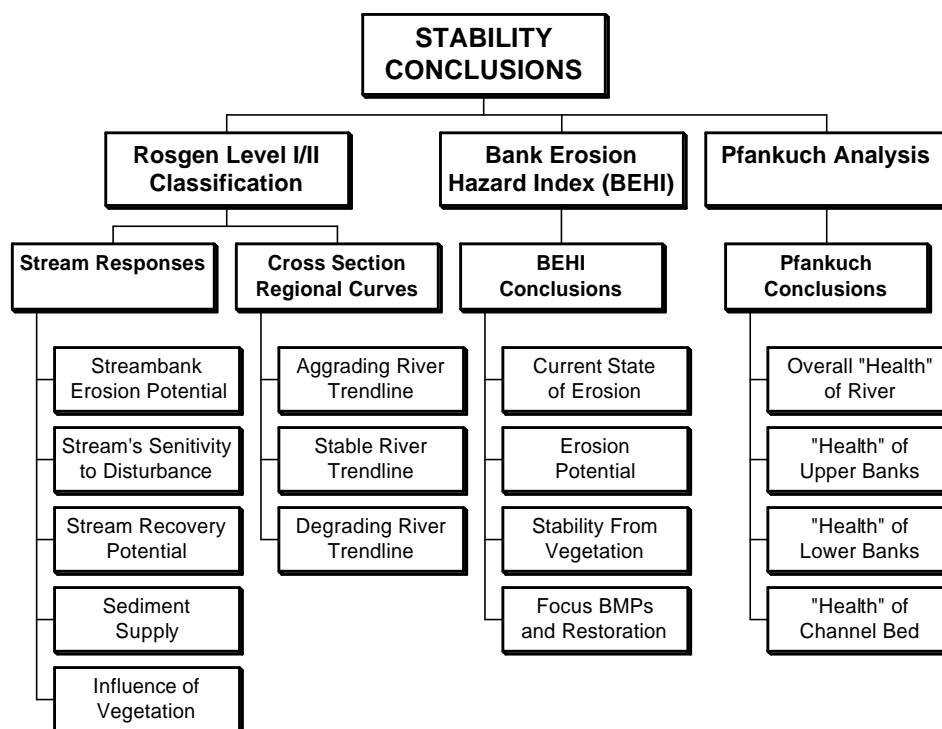 STABILITY
CONCLUSIONS
Rosgen Level I/II
Classification
Bank Erosion
Hazard Index (BEHI)
Pfankuch Analysis
Stream Responses
Cross Section
Regional Curves
BEHI
Conclusions
Pfankuch
Conclusions
Streambank
Erosion Potential
Stream's Senitivity
to Disturbance
Stream Recovery
Potential
Sediment
Supply
Influence of
Vegetation
Aggrading River
Trendline
Stable River
Trendline
Degrading River
Trendline
Current State
of Erosion
Erosion
Potential
Stability From
Vegetation
Focus BMPs
and Restoration
Overall "Health"
of River
"Health" of
Upper Banks
"Health" of
Lower Banks
"Health" of
Channel Bed